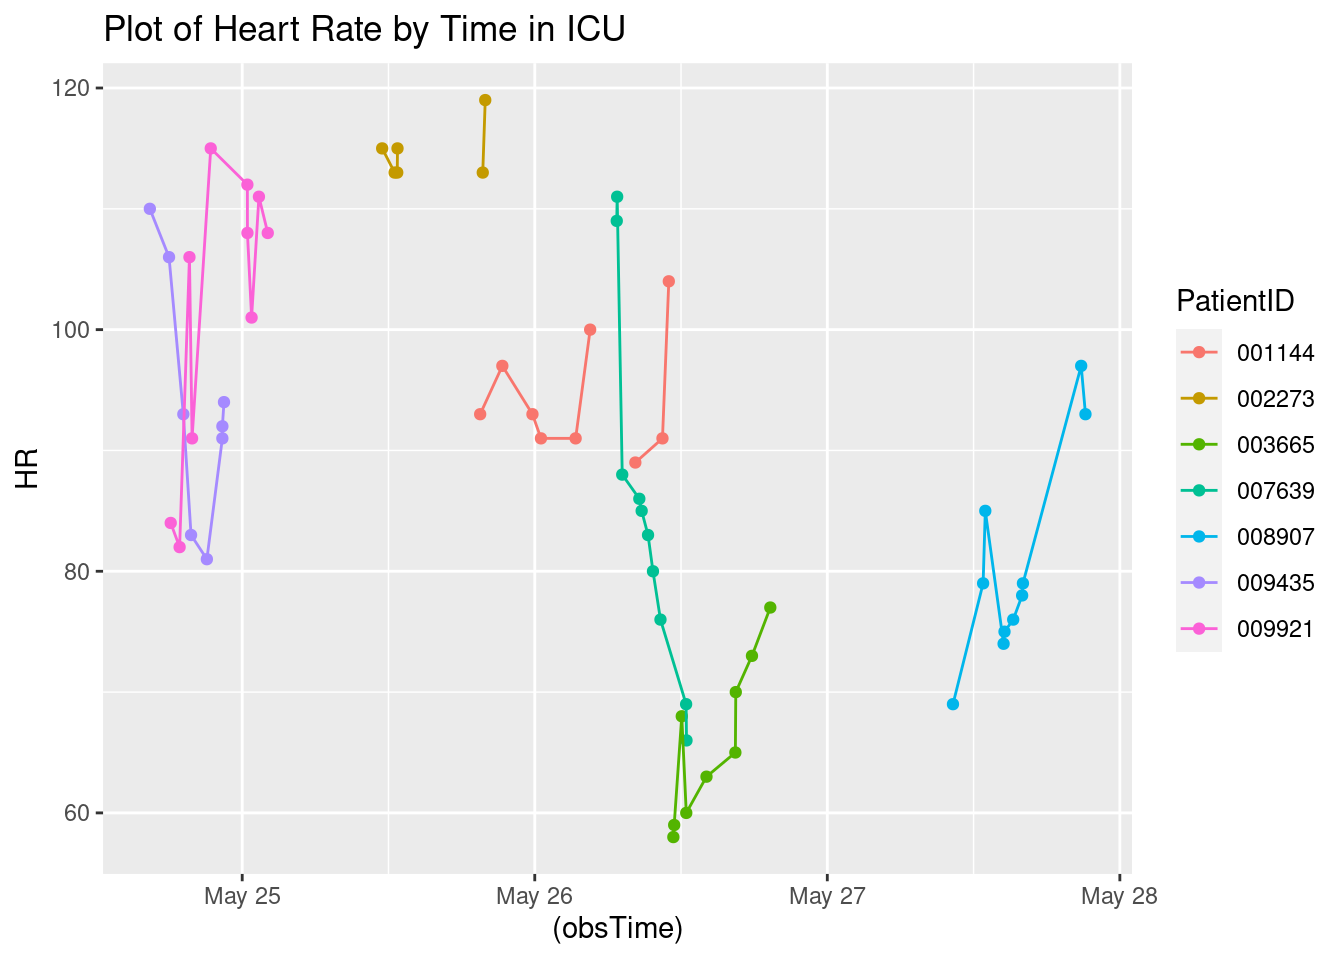 Plot of Heart Rate by Time in ICU
120
100
80
60
HR
May 25
May 26
May 27
May 28
(obsTime)
PatientID
001144
002273
003665
007639
008907
009435
009921